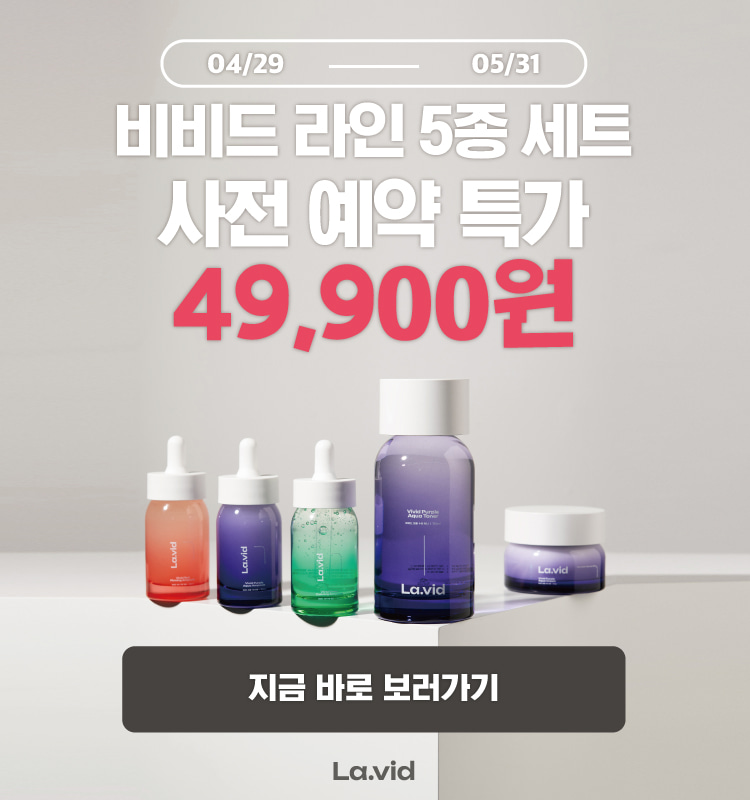 04/29 — 05/31
비비드 라인 5종 세트
사전 예약 특가
49,900원
La.vid
La.vid
La.vid
Vivid Purple
Aqua Toner
La.vid
La.vid
지금 바로 보러가기
La.vid